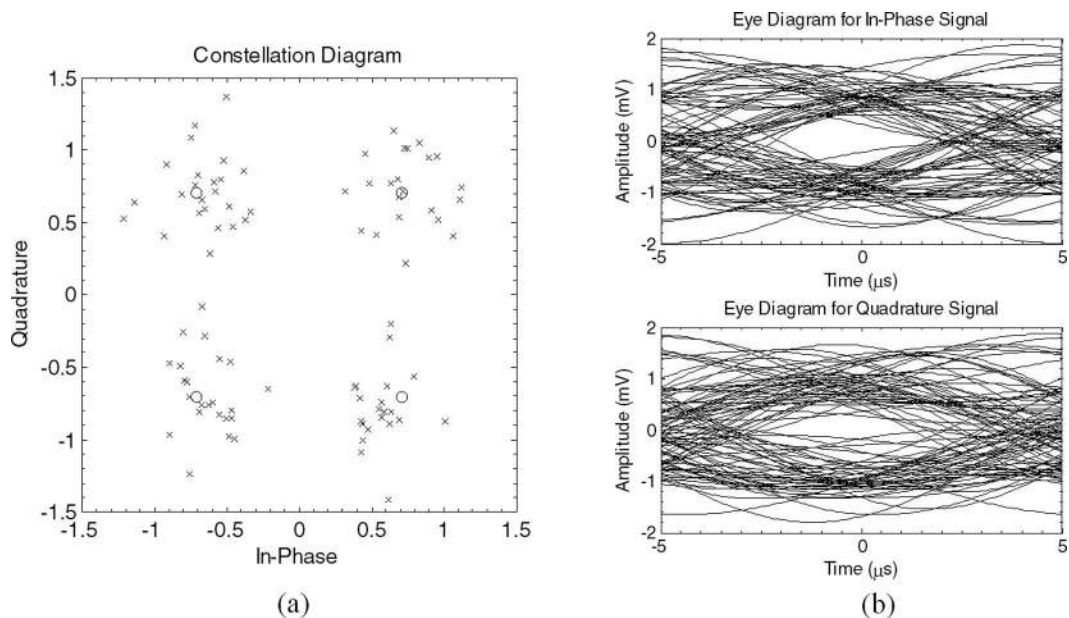 Constellation Diagram
1.5
1
0.5
0
-0.5
-1
-1.5
Quadrature
-1.5 -1 -0.5 0 0.5 1 1.5
In-Phase
(a)
Eye Diagram for In-Phase Signal
2
1
0
-1
-2
Amplitude (mV)
-5 0 5
Time (μs)
Eye Diagram for Quadrature Signal
2
1
0
-1
-2
Amplitude (mV)
-5 0 5
Time (μs)
(b)